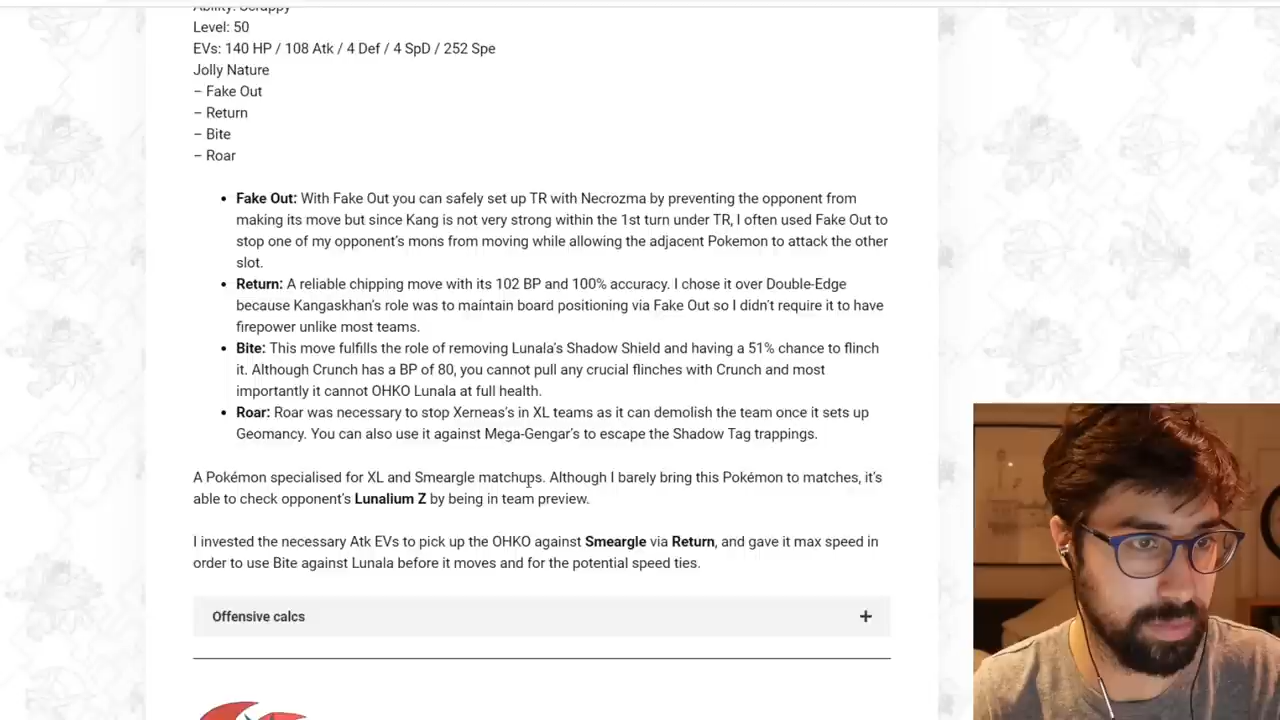 Ability: Scrappy
Level: 50
EVs: 140 HP / 108 Atk / 4 Def / 4 SpD / 252 Spe
Jolly Nature
– Fake Out
– Return
– Bite
– Roar
• Fake Out: With Fake Out you can safely set up TR with Necrozma by preventing the opponent from
making its move but since Kang is not very strong within the 1st turn under TR, I often used Fake Out to
stop one of my opponent's mons from moving while allowing the adjacent Pokemon to attack the other
slot.
• Return: A reliable chipping move with its 102 BP and 100% accuracy. I chose it over Double-Edge
because Kangaskhan's role was to maintain board positioning via Fake Out so I didn't require it to have
firepower unlike most teams.
• Bite: This move fulfills the role of removing Lunala's Shadow Shield and having a 51% chance to flinch
it. Although Crunch has a BP of 80, you cannot pull any crucial flinches with Crunch and most
importantly it cannot OHKO Lunala at full health.
• Roar: Roar was necessary to stop Xerneas's in XL teams as it can demolish the team once it sets up
Geomancy. You can also use it against Mega-Gengar's to escape the Shadow Tag trappings.
A Pokémon specialised for XL and Smeargle matchups. Although I barely bring this Pokémon to matches, it's
able to check opponent's Lunalium Z by being in team preview.
I invested the necessary Atk EVs to pick up the OHKO against Smeargle via Return, and gave it max speed in
order to use Bite against Lunala before it moves and for the potential speed ties.
Offensive calcs +